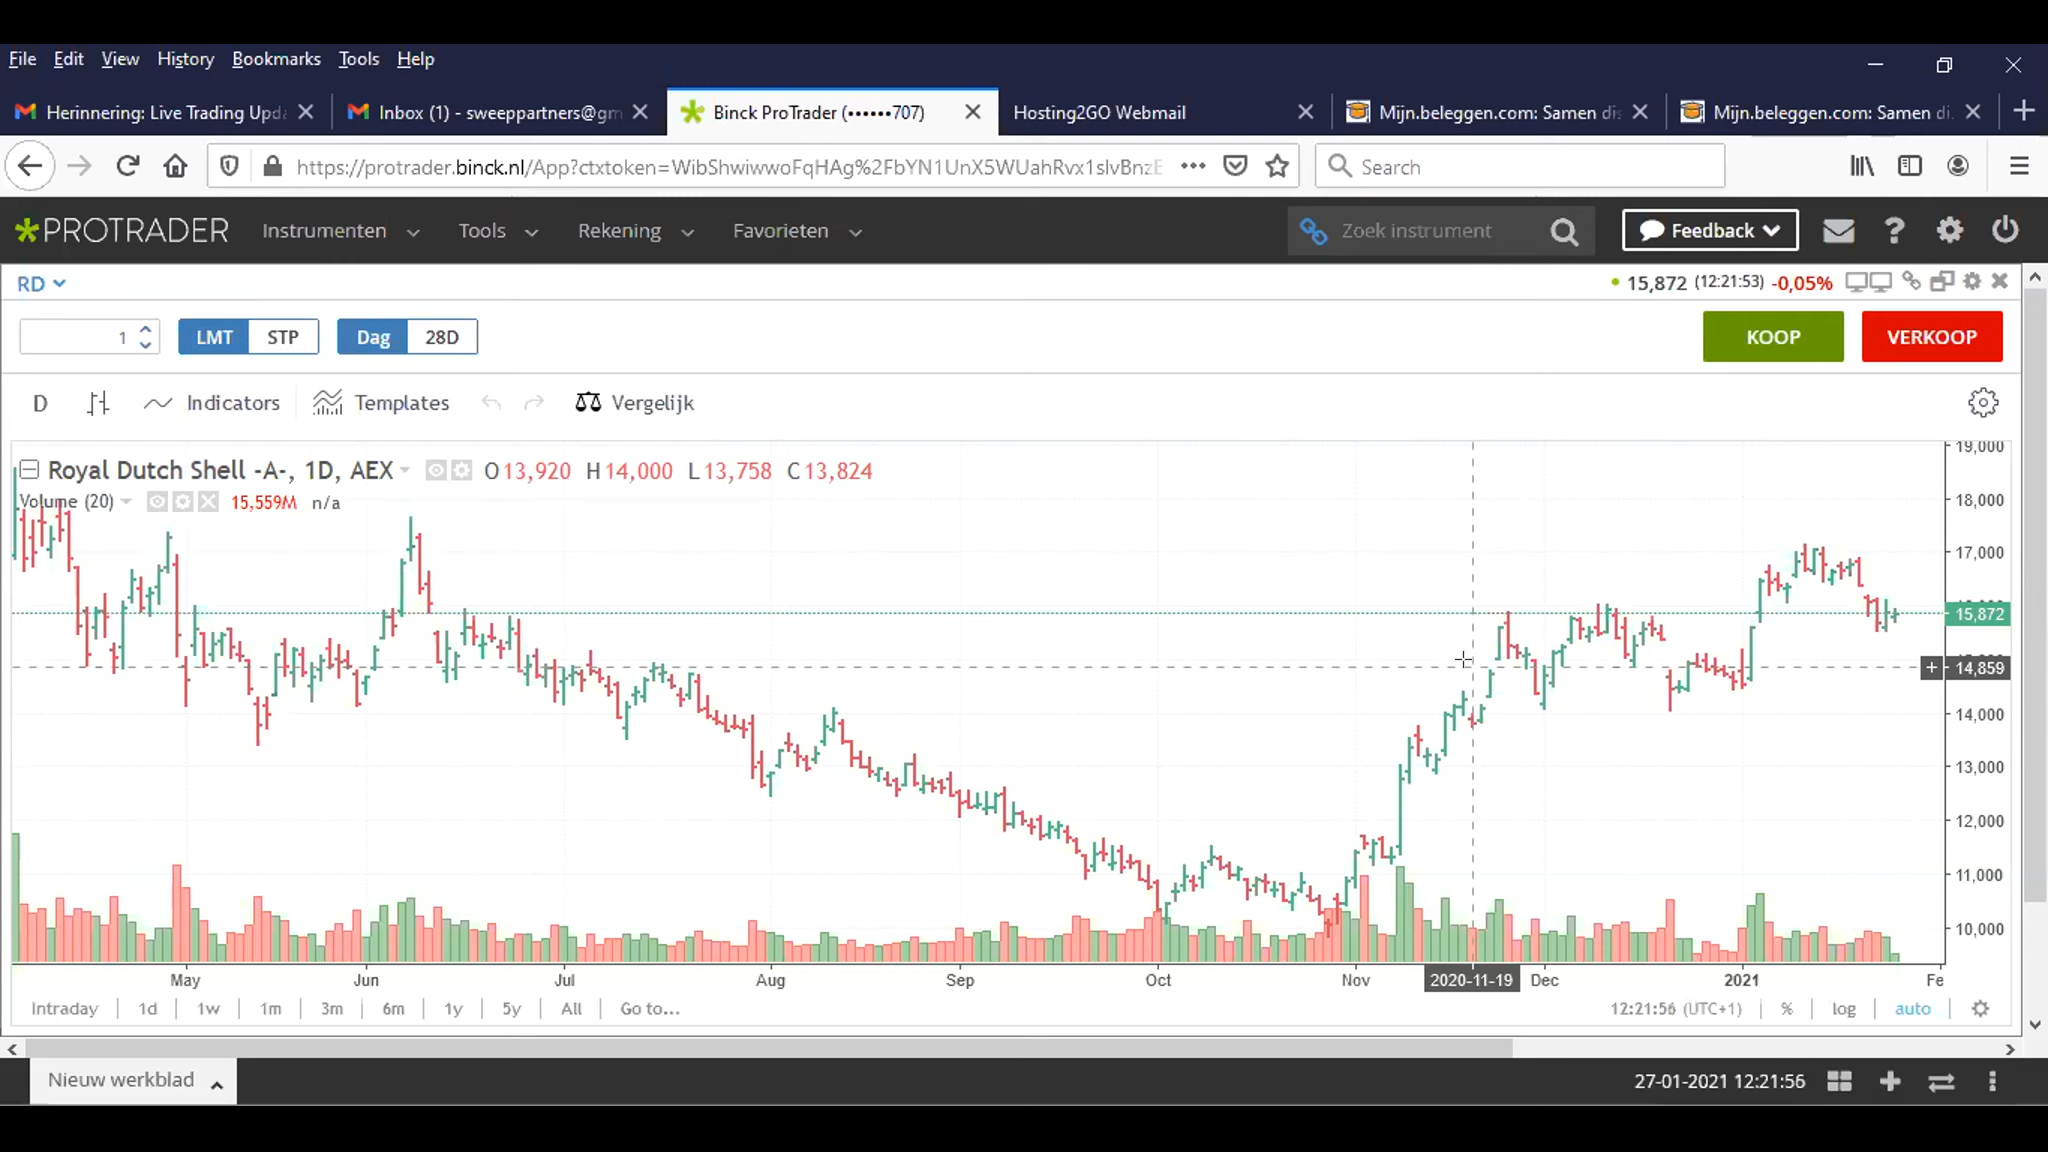 File Edit View History Bookmarks Tools Help
Herinnering: Live Trading Upda Inbox (1) - sweeppartners@gm Binck ProTrader (••••••707) Hosting2GO Webmail Mijn.beleggen.com: Samen dis Mijn.beleggen.com: Samen di
https://protrader.binck.nl/App?ctxtoken=WibShwiwwoFqHAg%2FbYN1UnX5WUahRvx1slvBnzE Search
PROTRADER Instrumenten Tools Rekening Favorieten Zoek instrument Feedback ?
RD 15,872 (12:21:53) -0,05%
1 LMT STP Dag 28D KOOP VERKOOP
D Indicators Templates Vergelijk
Royal Dutch Shell -A-, 1D, AEX O13,920 H14,000 L13,758 C13,824
Volume (20) 15,559M n/a
19,000
18,000
17,000
15,872
+ 14,859
14,000
13,000
12,000
11,000
10,000
May Jun Jul Aug Sep Oct Nov 2020-11-19 Dec 2021 Fe
Intraday 1d 1w 1m 3m 6m 1y 5y All Go to... 12:21:56 (UTC+1) % log auto
Nieuw werkblad 27-01-2021 12:21:56